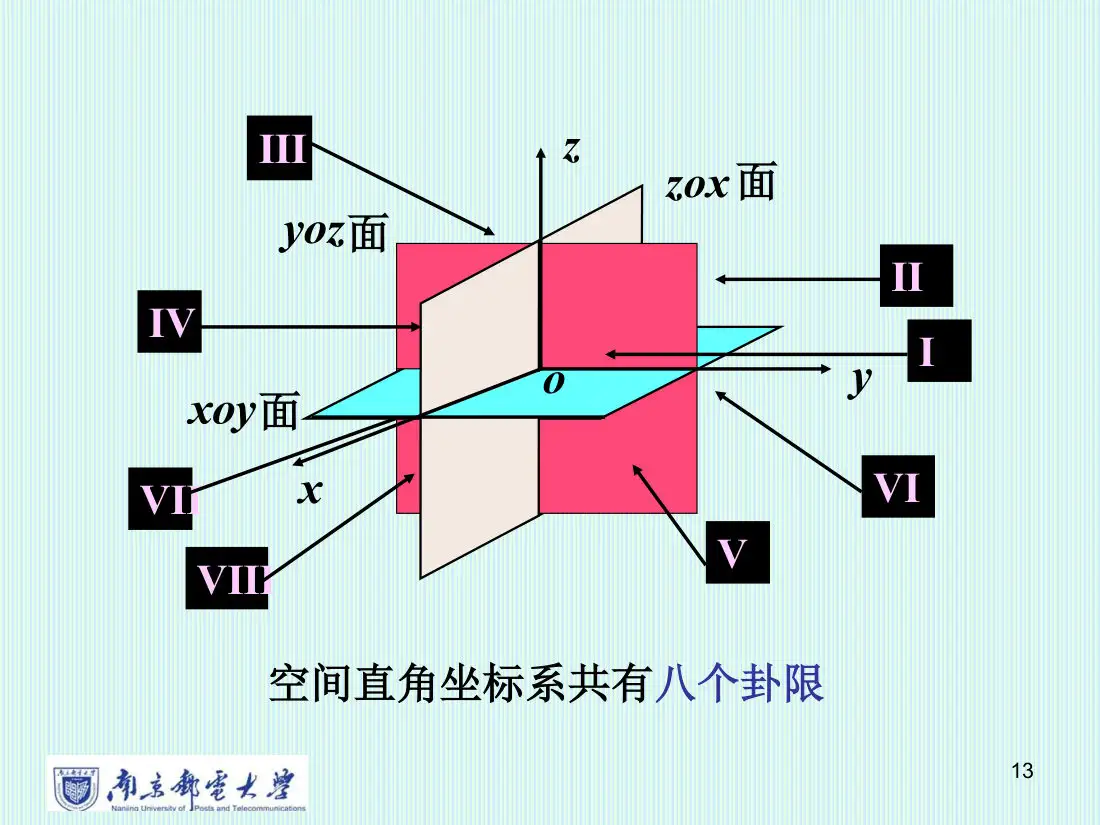 III
z
zox 面
yoz面
II
IV
I
o
y
xoy面
x
VII
VI
V
VIII
空间直角坐标系共有八个卦限
南京邮電大學
Nanjing University of Posts and Telecommunications
13